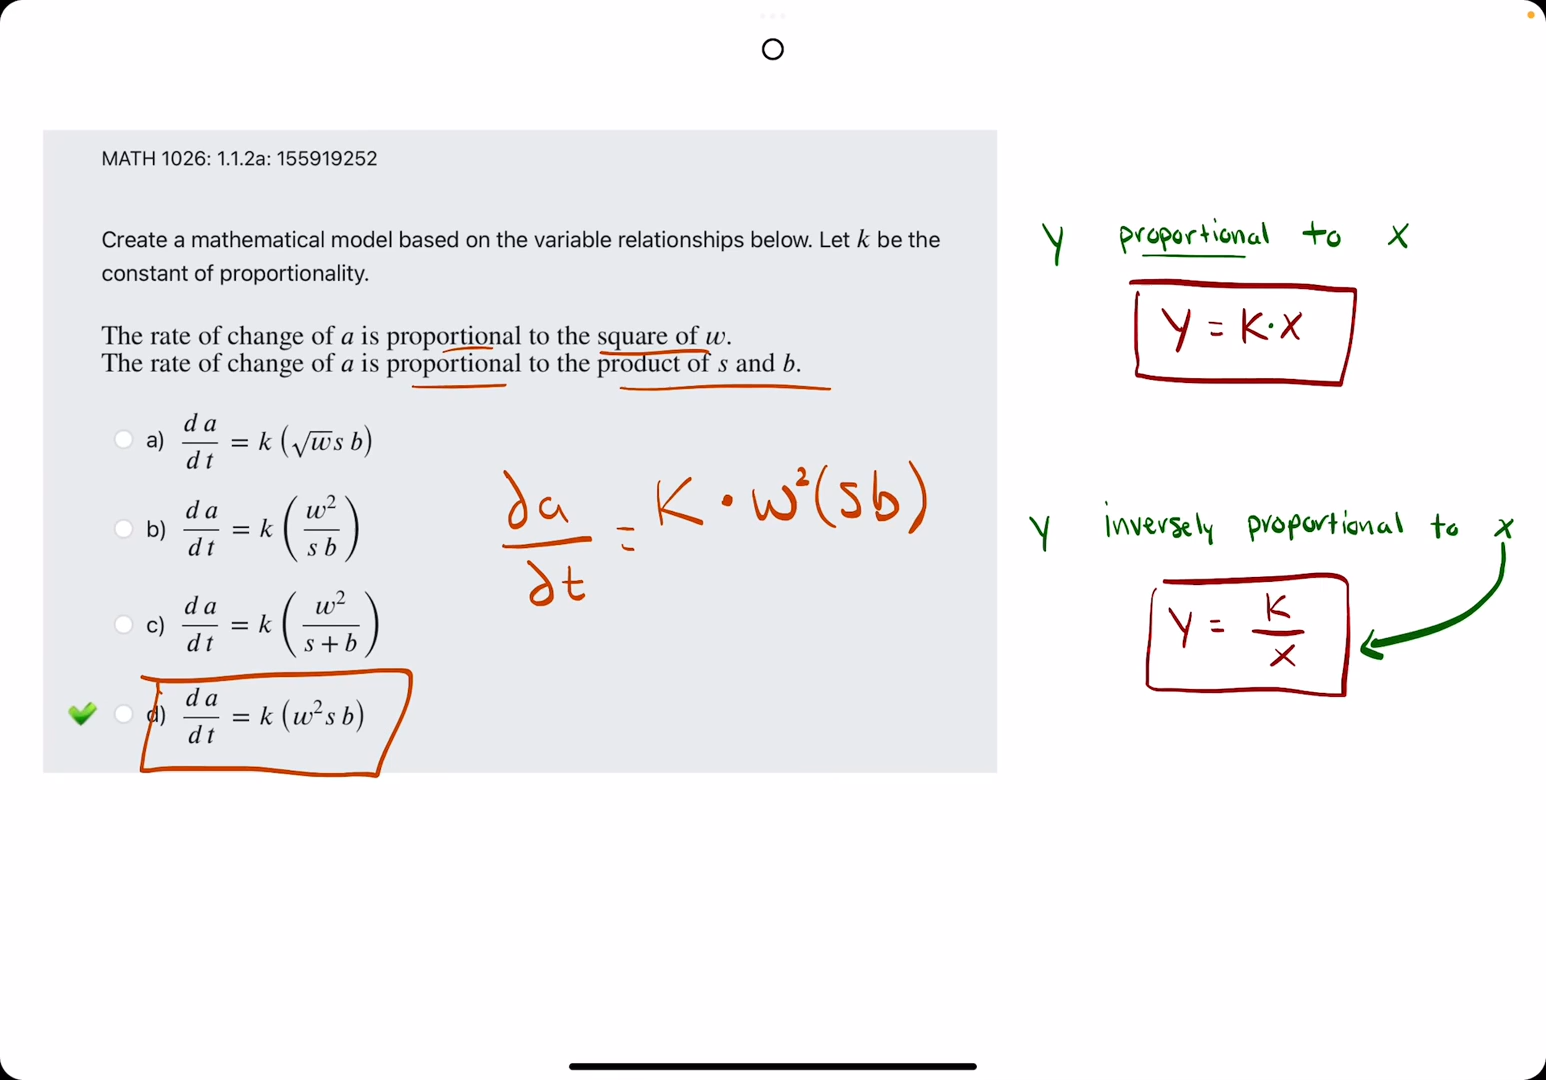 MATH 1026: 1.1.2a: 155919252
Create a mathematical model based on the variable relationships below. Let k be the
constant of proportionality.
The rate of change of a is proportional to the square of w.
The rate of change of a is proportional to the product of s and b.
a) da/dt = k (√w s b)
b) da/dt = k (w²/s b)
c) da/dt = k (w²/s + b)
d) da/dt = k (w² s b)
∂a/∂t = K · w² (sb)
y proportional to x
y = K·x
y inversely proportional to x
y = K/x